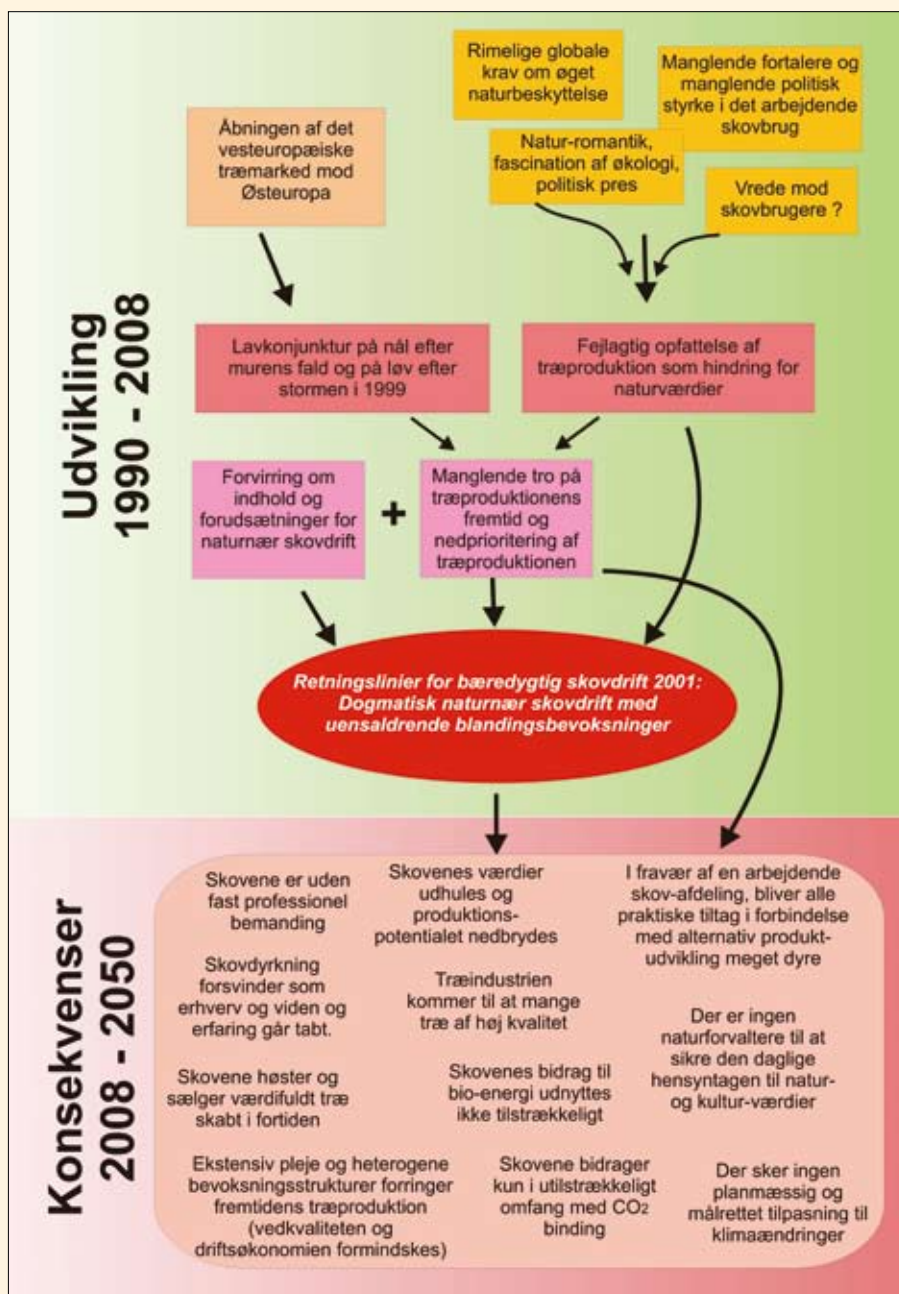 Udvikling
1990 - 2008
Rimelige globale
krav om øget
naturbeskyttelse
Manglende fortalere og
manglende politisk
styrke i det arbejdende
skovbrug
Åbningen af det
vesteuropæiske
træmarked mod
Østeuropa
Natur-romantik,
fascination af økologi,
politisk pres
Vrede mod
skovbrugere ?
Lavkonjunktur på nål efter
murens fald og på løv efter
stormen i 1999
Fejlagtig opfattelse af
træproduktion som hindring for
naturværdier
Forvirring om
indhold og
forudsætninger for
naturnær skovdrift
+
Manglende tro på
træproduktionens
fremtid og
nedprioritering af
træproduktionen
Retningslinier for bæredygtig skovdrift 2001:
Dogmatisk naturnær skovdrift med
uensaldrende blandingsbevoksninger
Konsekvenser
2008 - 2050
Skovene er uden
fast professionel
bemanding
Skovdyrkning
forsvinder som
erhverv og viden og
erfaring går tabt.
Skovene høster og
sælger værdifuldt træ
skabt i fortiden
Ekstensiv pleje og heterogene
bevoksningsstrukturer forringer
fremtidens træproduktion
(vedkvaliteten og
driftsøkonomien formindskes)
Skovenes værdier
udhules og
produktions-
potentialet nedbrydes
Træindustrien
kommer til at mange
træ af høj kvalitet
Skovenes bidrag til
bio-energi udnyttes
ikke tilstrækkeligt
Skovene bidrager
kun i utilstrækkeligt
omfang med CO2
binding
I fravær af en arbejdende
skov-afdeling, bliver alle
praktiske tiltag i forbindelse
med alternativ produkt-
udvikling meget dyre
Der er ingen
naturforvaltere til at
sikre den daglige
hensyntagen til natur-
og kultur-værdier
Der sker ingen
planmæssig og
målrettet tilpasning til
klimaændringer